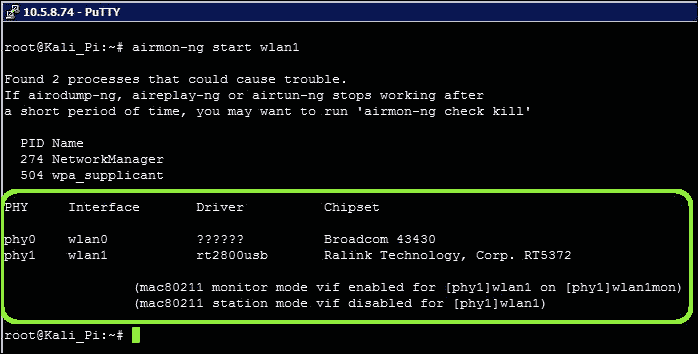 10.5.8.74 - PuTTY
root@Kali_Pi:~# airmon-ng start wlan1
Found 2 processes that could cause trouble.
If airodump-ng, aireplay-ng or airtun-ng stops working after
a short period of time, you may want to run 'airmon-ng check kill'
PID Name
274 NetworkManager
504 wpa_supplicant
PHY Interface Driver Chipset
phy0 wlan0 ?????? Broadcom 43430
phy1 wlan1 rt2800usb Ralink Technology, Corp. RT5372
(mac80211 monitor mode vif enabled for [phy1]wlan1 on [phy1]wlan1mon)
(mac80211 station mode vif disabled for [phy1]wlan1)
root@Kali_Pi:~#